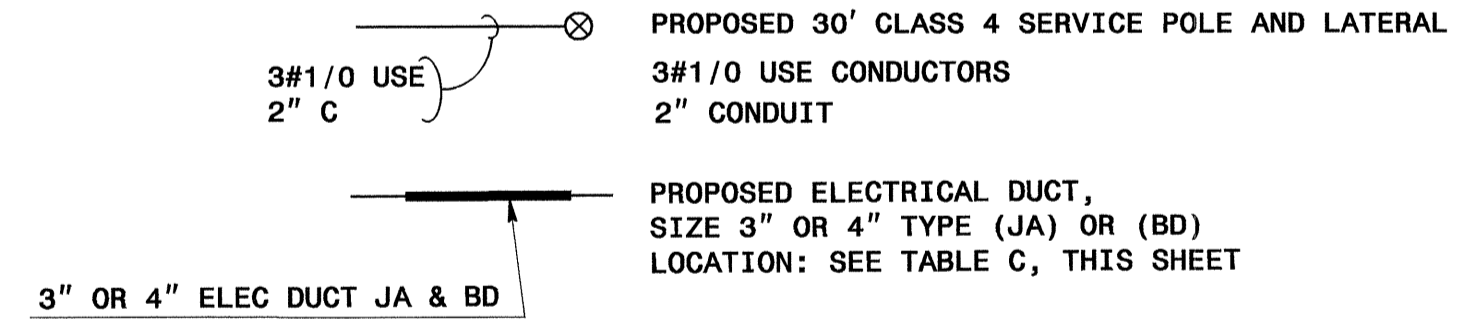 PROPOSED 30' CLASS 4 SERVICE POLE AND LATERAL
3#1/0 USE
3#1/0 USE CONDUCTORS
2" C
2" CONDUIT
PROPOSED ELECTRICAL DUCT,
SIZE 3" OR 4" TYPE (JA) OR (BD)
LOCATION: SEE TABLE C, THIS SHEET
3" OR 4" ELEC DUCT JA & BD